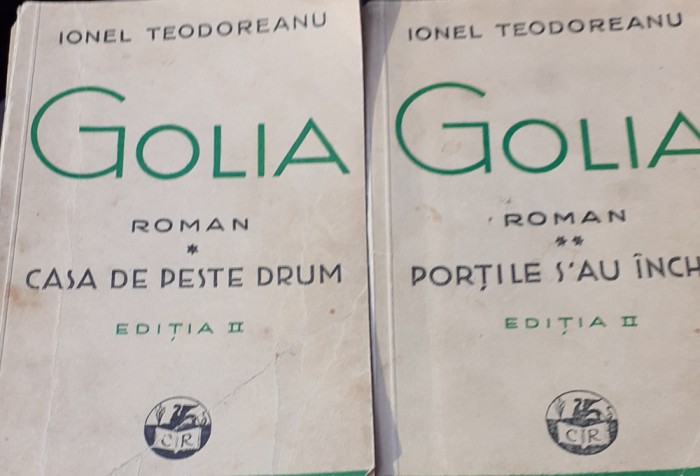 IONEL TEODOREANU
GOLIA
ROMAN
*
CASA DE PESTE DRUM
EDIȚIA II
CR
IONEL TEODOREANU
GOLIA
ROMAN
**
PORȚILE S'AU ÎNCH
EDIȚIA II
CR